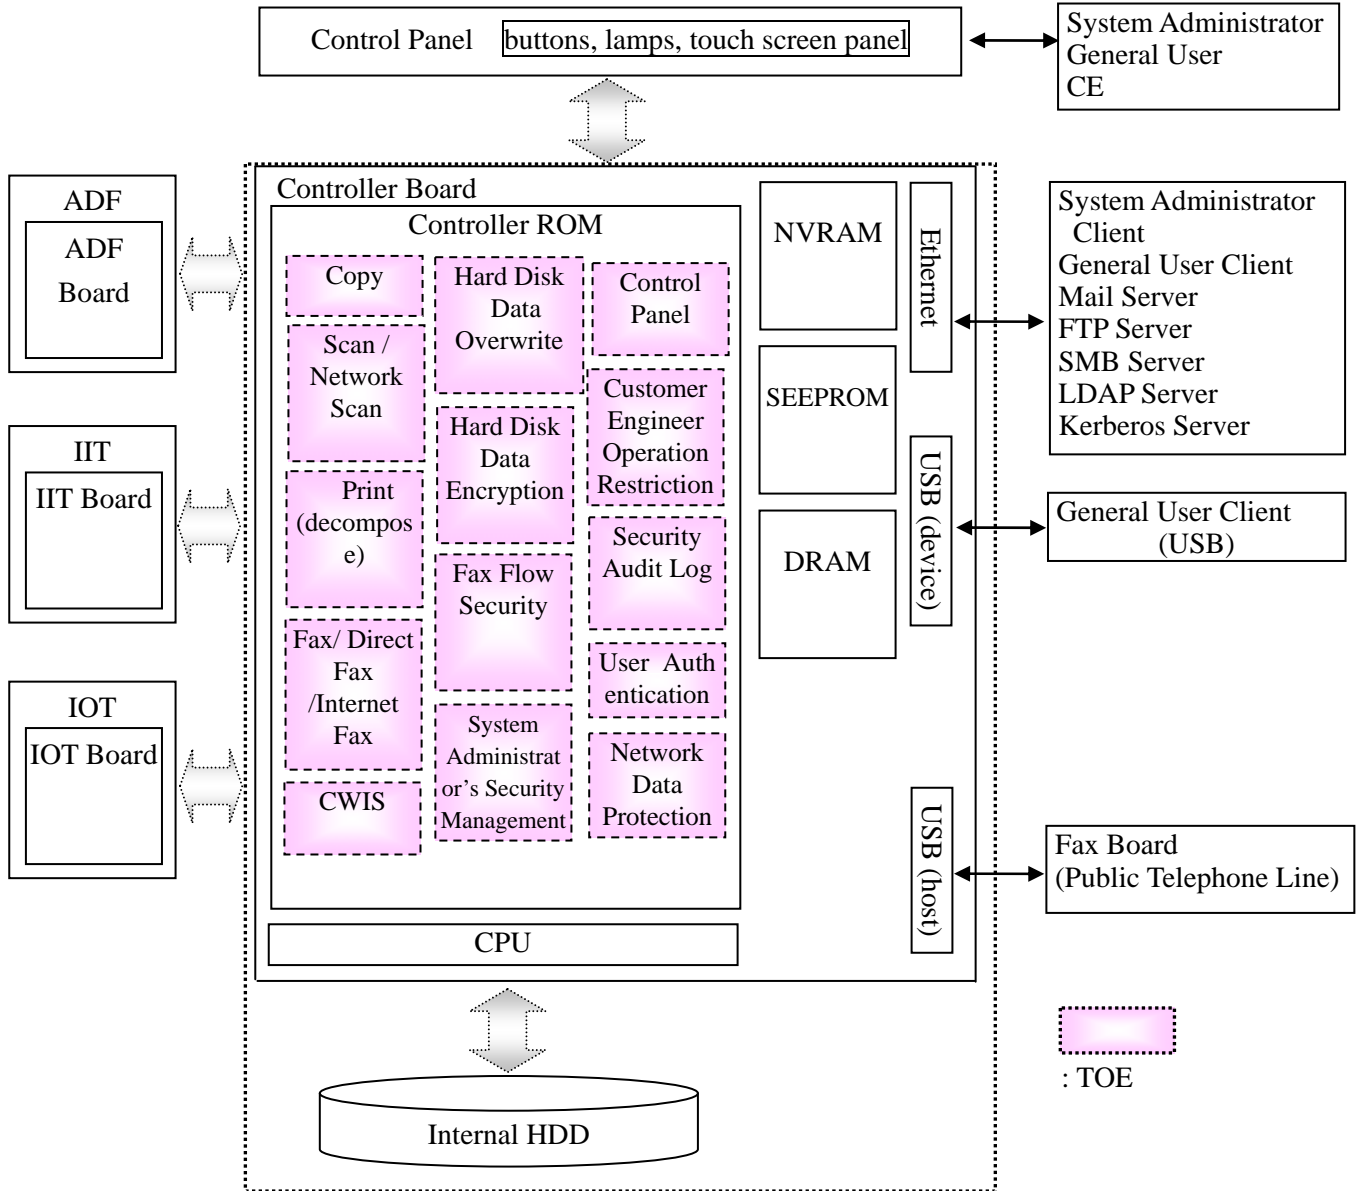 Control Panel
buttons, lamps, touch screen panel
System Administrator
General User
CE
ADF
ADF
Board
IIT
IIT Board
IOT
IOT Board
Controller Board
Controller ROM
Copy
Scan /
Network
Scan
Print
(decompos
e)
Fax/ Direct
Fax
/Internet
Fax
CWIS
Hard Disk
Data
Overwrite
Hard Disk
Data
Encryption
Fax Flow
Security
System
Administrat
or’s Security
Management
Control
Panel
Customer
Engineer
Operation
Restriction
Security
Audit Log
User Auth
entication
Network
Data
Protection
CPU
NVRAM
SEEPROM
DRAM
Ethernet
USB (device)
USB (host)
System Administrator
Client
General User Client
Mail Server
FTP Server
SMB Server
LDAP Server
Kerberos Server
General User Client
(USB)
Fax Board
(Public Telephone Line)
Internal HDD
: TOE